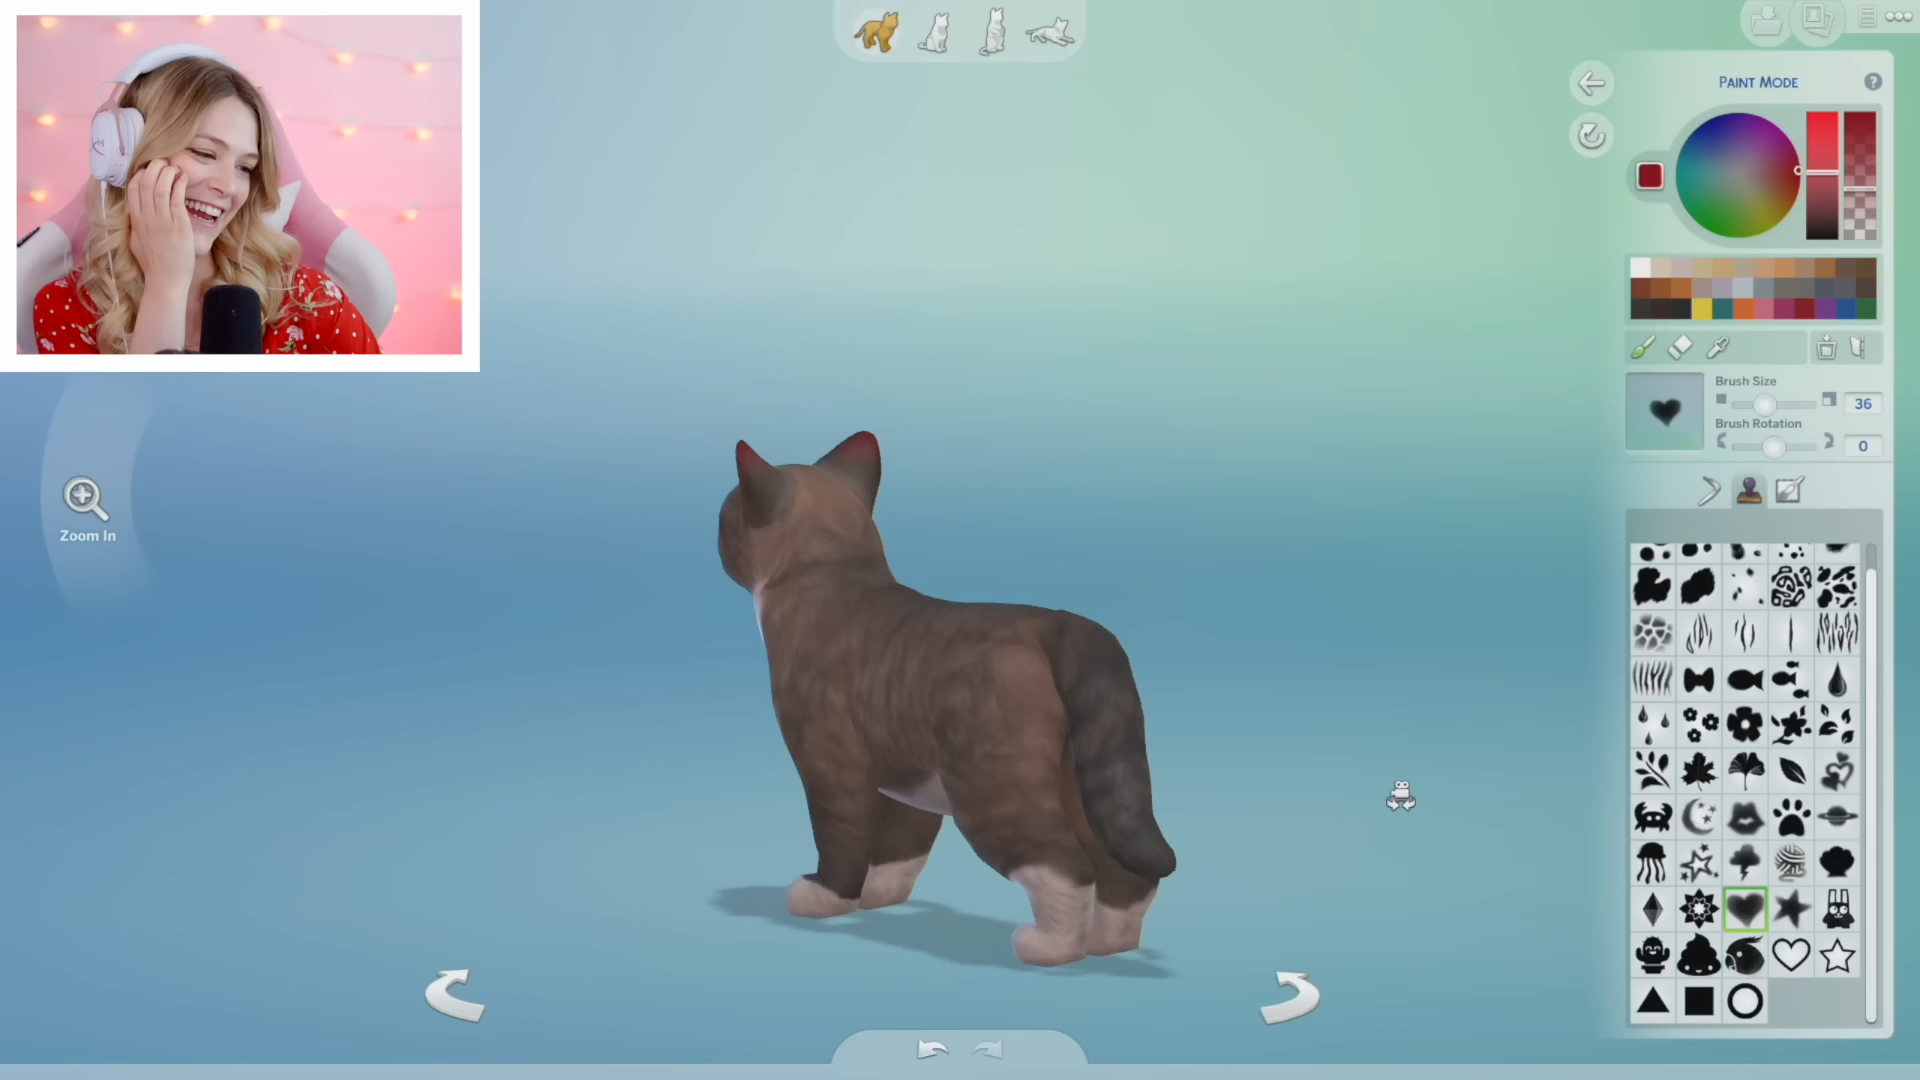 PAINT MODE
?
Brush Size
36
Brush Rotation
0
Zoom In